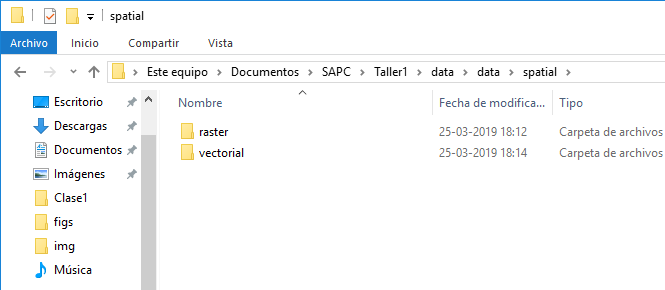 spatial
Archivo Inicio Compartir Vista
Este equipo Documentos SAPC Taller1 data data spatial
Nombre Fecha de modifica... Tipo
Escritorio
Descargas
Documentos
Imágenes
Clase1
figs
img
Música
raster 25-03-2019 18:12 Carpeta de archivos
vectorial 25-03-2019 18:14 Carpeta de archivos